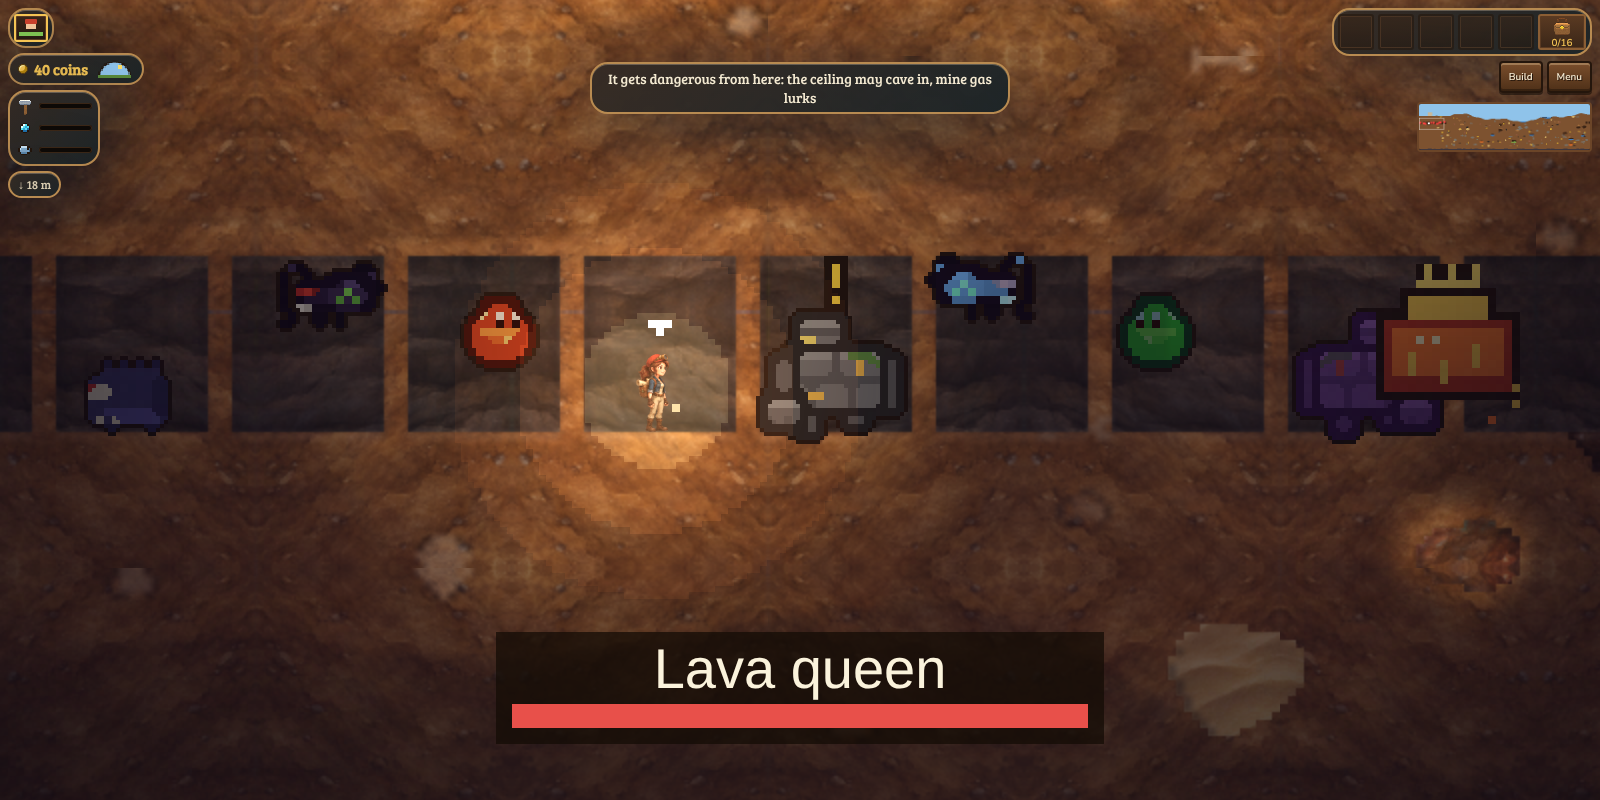 40 coins
0/16
It gets dangerous from here: the ceiling may cave in, mine gas
lurks
Build
Menu
↓ 18 m
Lava queen